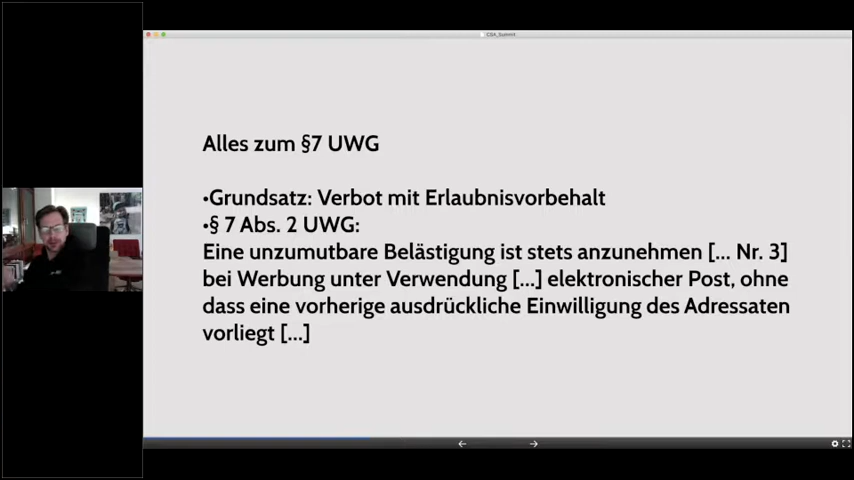 CSA_Summit
Alles zum §7 UWG
•Grundsatz: Verbot mit Erlaubnisvorbehalt
•§ 7 Abs. 2 UWG:
Eine unzumutbare Belästigung ist stets anzunehmen [... Nr. 3]
bei Werbung unter Verwendung [...] elektronischer Post, ohne
dass eine vorherige ausdrückliche Einwilligung des Adressaten
vorliegt [...]